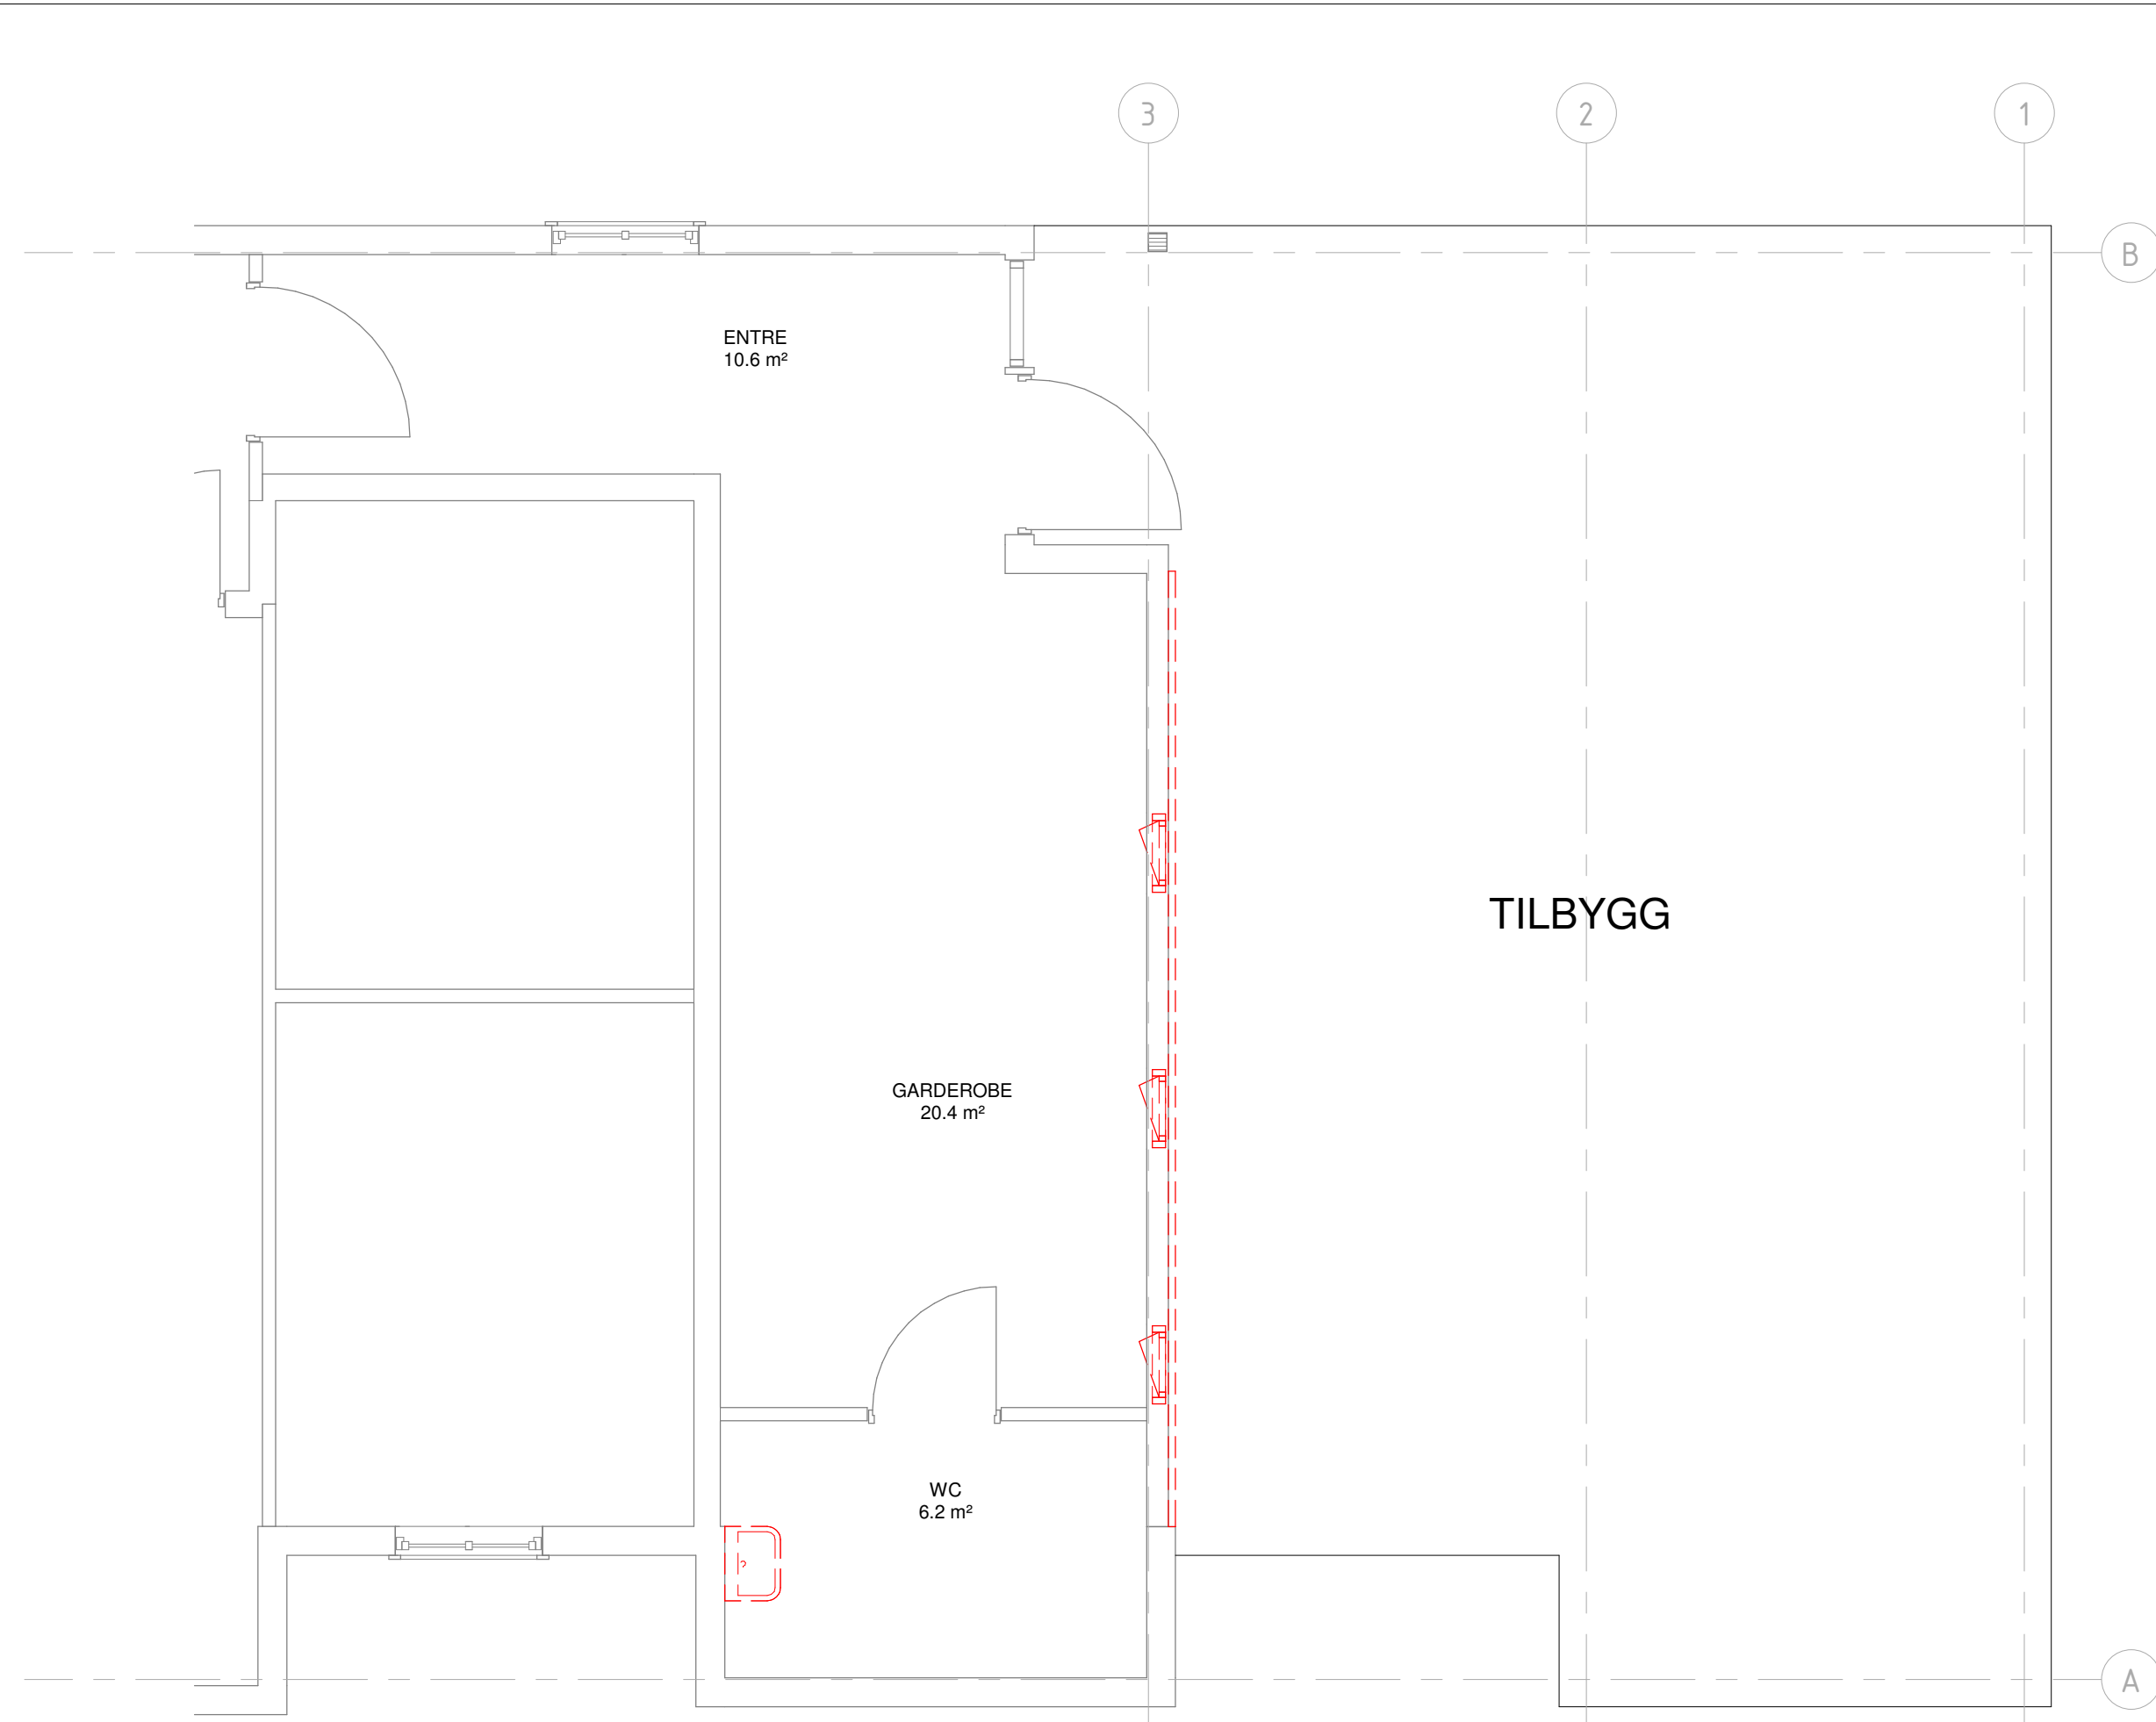 3
2
1
B
ENTRE
10.6 m²
TILBYGG
GARDEROBE
20.4 m²
WC
6.2 m²
A